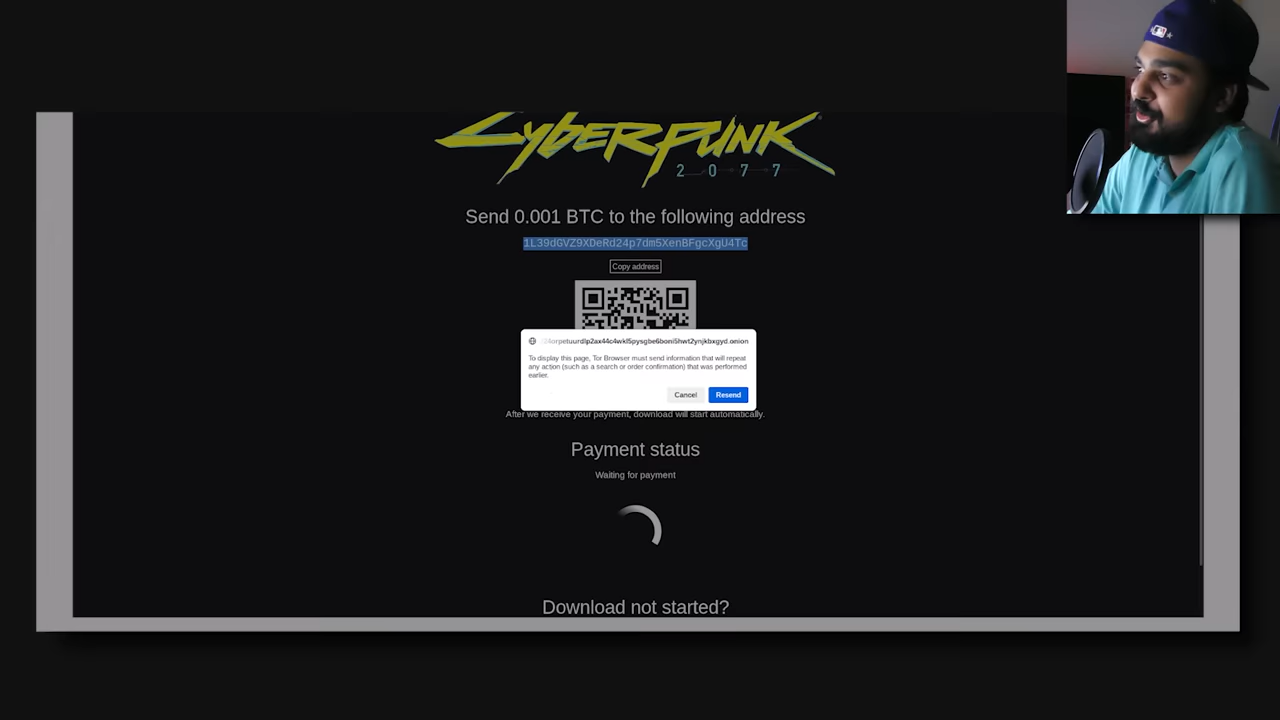 CYBERPUNK
2077
Send 0.001 BTC to the following address
1L39dGVZ9XDeRd24p7dm5XenBFgcXgU4Tc
Copy address
To display this page, Tor Browser must send information that will repeat
any action (such as a search or order confirmation) that was performed
earlier.
Cancel
Resend
After we receive your payment, download will start automatically.
Payment status
Waiting for payment
Download not started?